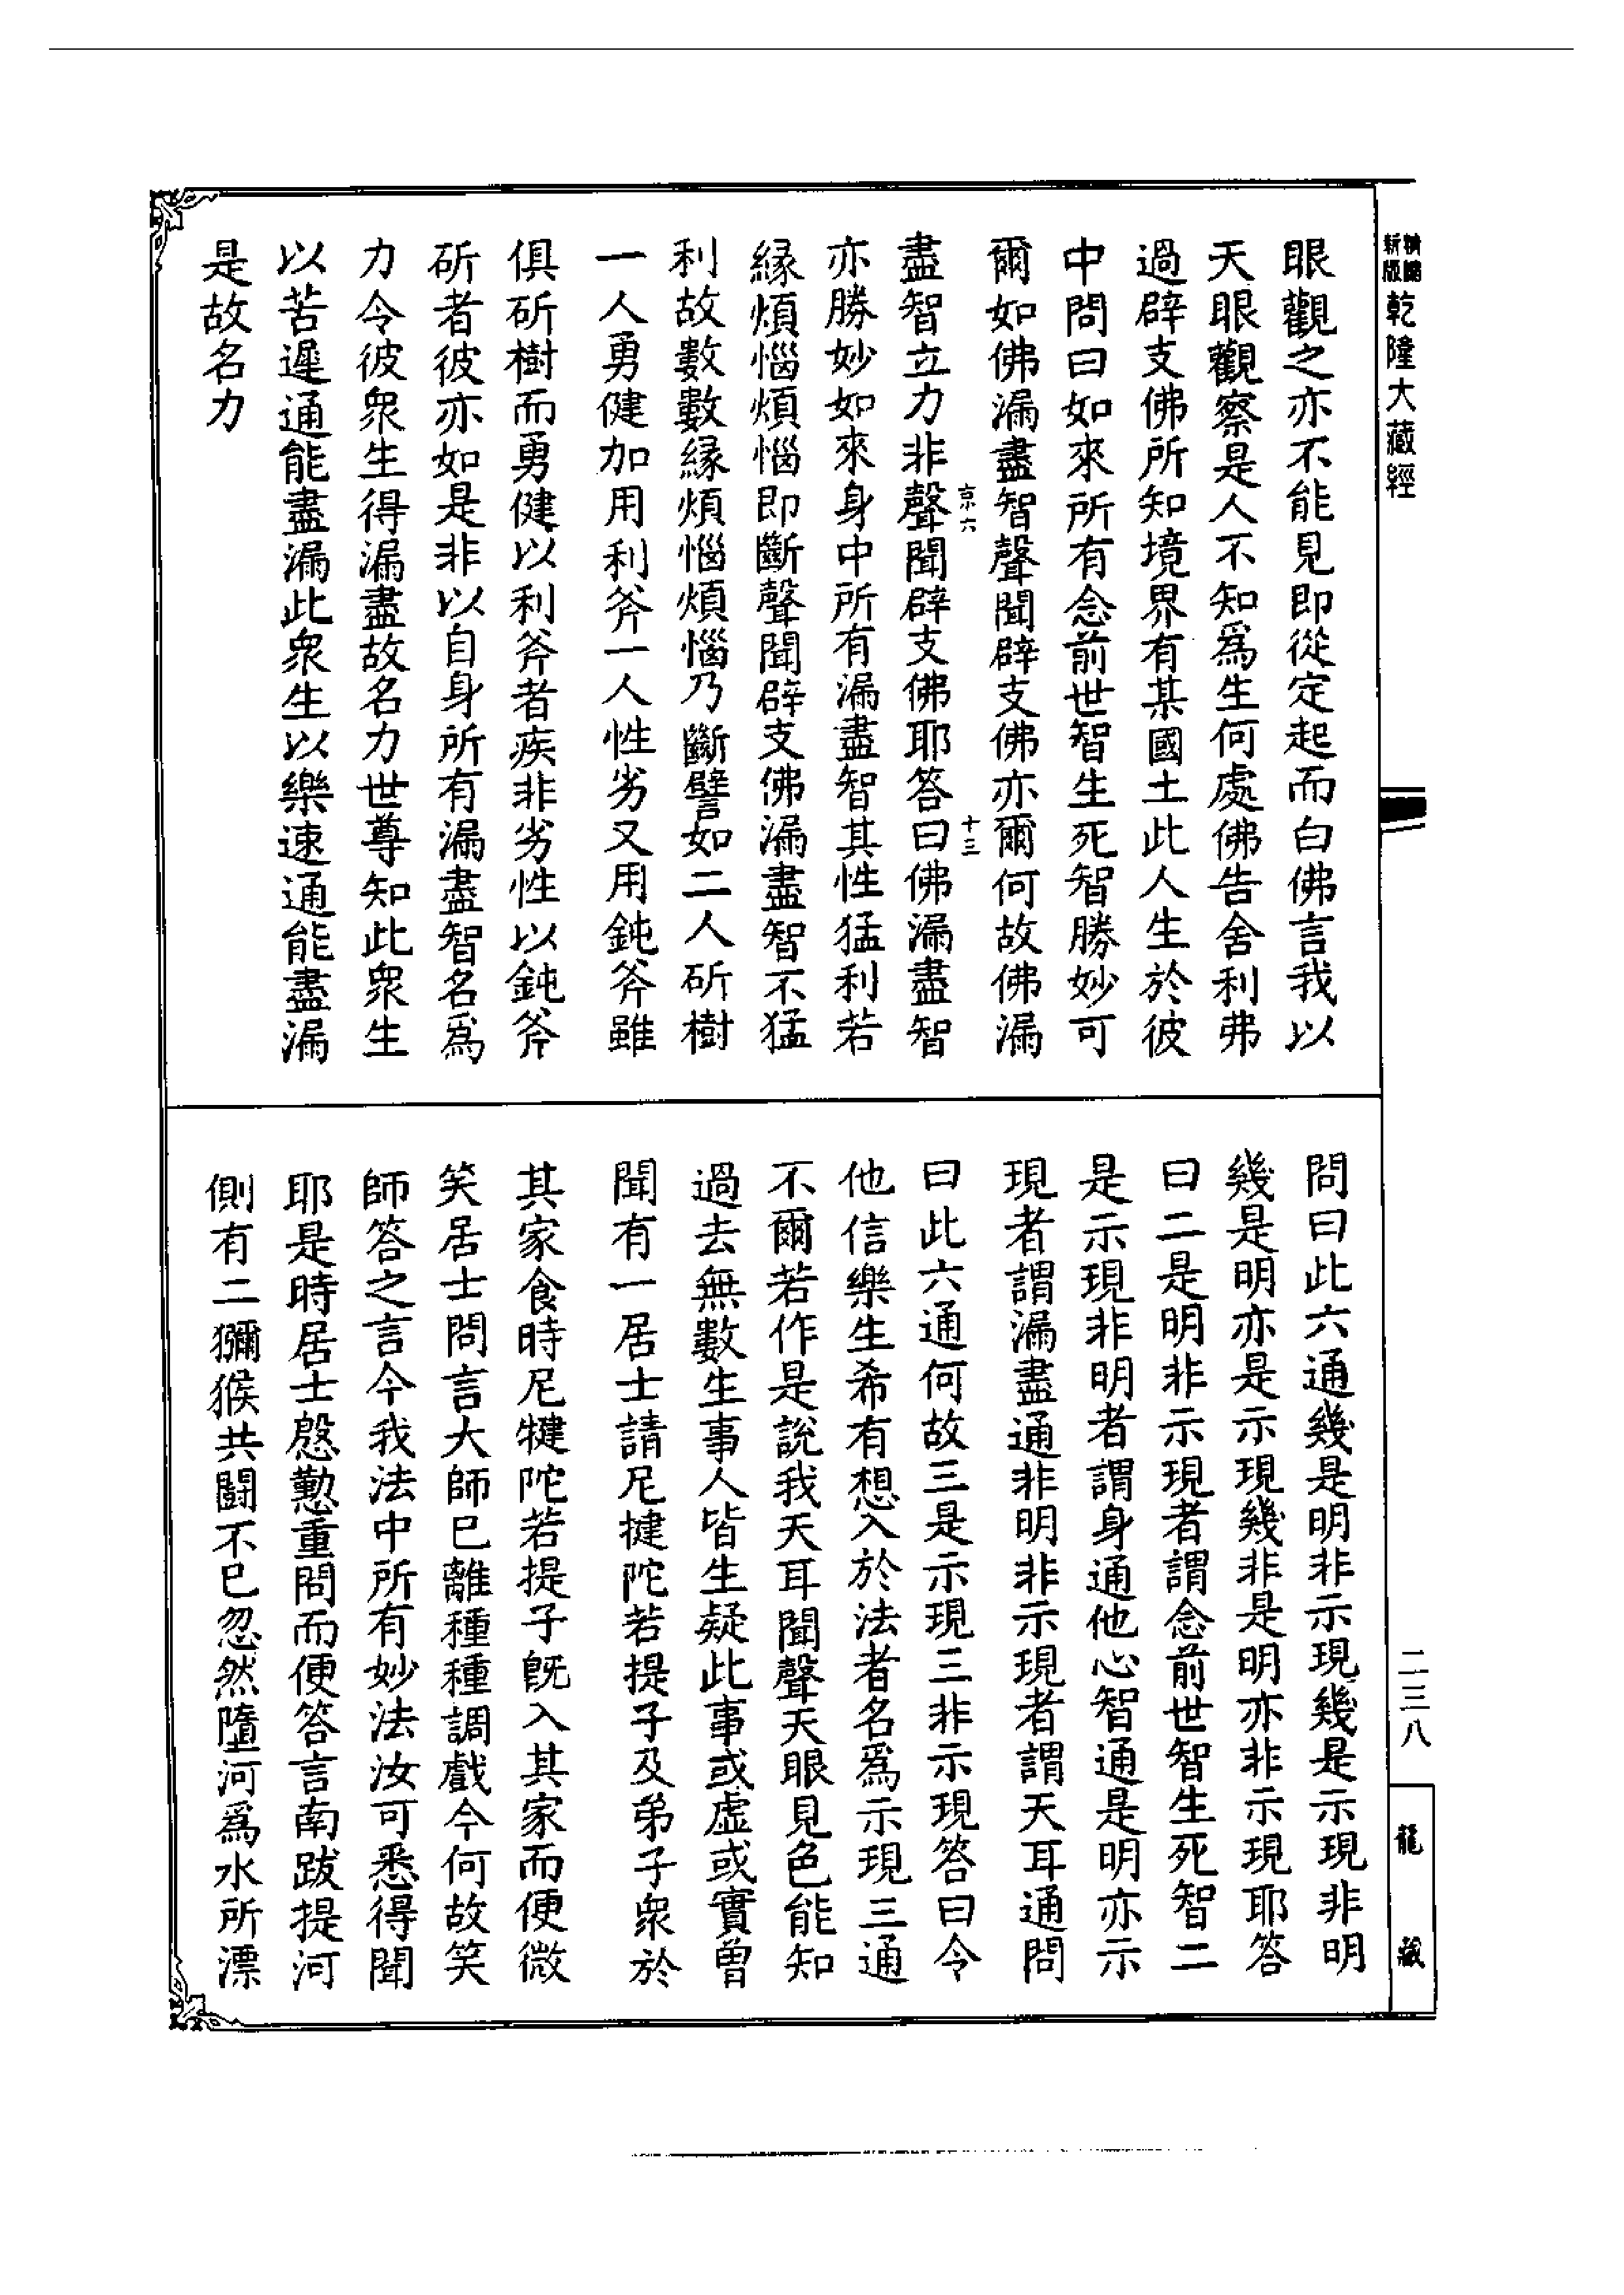 新版 精縮 乾隆大藏經
眼觀之亦不能見即從定起而白佛言我以
天眼觀察是人不知為生何處佛告舍利弗
過辟支佛所知境界有某國土此人生於彼
中問曰如來所有念前世智生死智勝妙可
爾如佛漏盡智聲聞辟支佛亦爾何故佛漏
京六
十三
盡智立力非聲聞辟支佛耶答曰佛漏盡智
亦勝妙如來身中所有漏盡智其性猛利若
緣煩惱煩惱即斷聲聞辟支佛漏盡智不猛
利故數數緣煩惱煩惱乃斷譬如二人斫樹
一人勇健加用利斧一人性劣又用鈍斧雖
俱斫樹而勇健以利斧者疾非劣性以鈍斧
斫者彼亦如是非以自身所有漏盡智名為
力令彼眾生得漏盡故名力世尊知此眾生
以苦遲通能盡漏此眾生以樂速通能盡漏
是故名力
問曰此六通幾是明非示現幾是示現非明
幾是明亦是示現幾非是明亦非示現耶答
曰二是明非示現者謂念前世智生死智二
是示現非明者謂身通他心智通是明亦示
現者謂漏盡通非明非示現者謂天耳通問
曰此六通何故三是示現三非示現答曰令
他信樂生希有想入於法者名為示現三通
不爾若作是說我天耳聞聲天眼見色能知
過去無數生事人皆生疑此事或虛或實曾
聞有一居士請尼揵陀若提子及弟子眾於
其家食時尼犍陀若提子既入其家而便微
笑居士問言大師已離種種調戲今何故笑
師答之言今我法中所有妙法汝可悉得聞
耶是時居士慇懃重問而便答言南跋提河
側有二獼猴共鬪不已忽然墮河為水所漂
二三八
龍藏